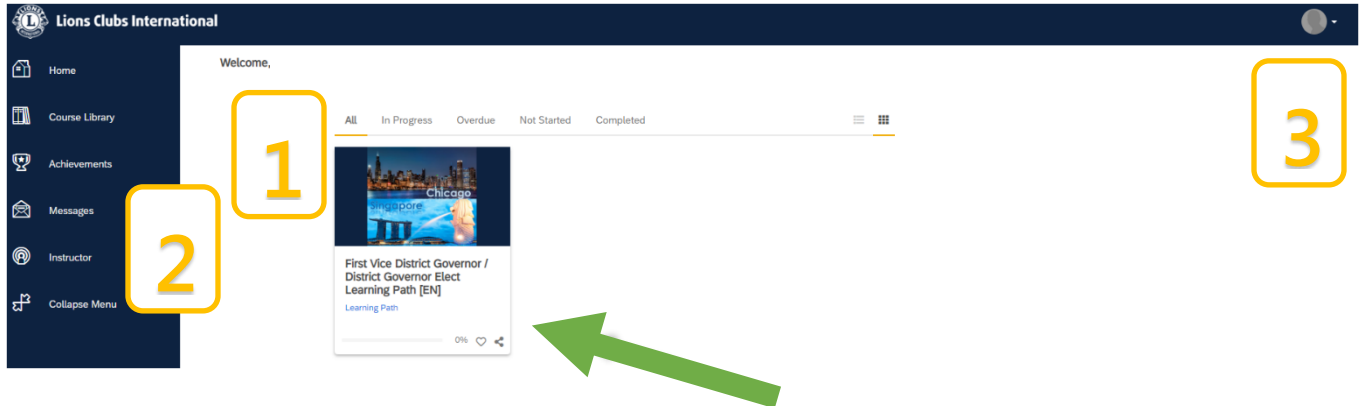 Lions Clubs International
Home
Course Library
Achievements
Messages
Instructor
Collapse Menu
Welcome,
1
2
3
All In Progress Overdue Not Started Completed
Chicago
Singapore
First Vice District Governor /
District Governor Elect
Learning Path [EN]
Learning Path
0%